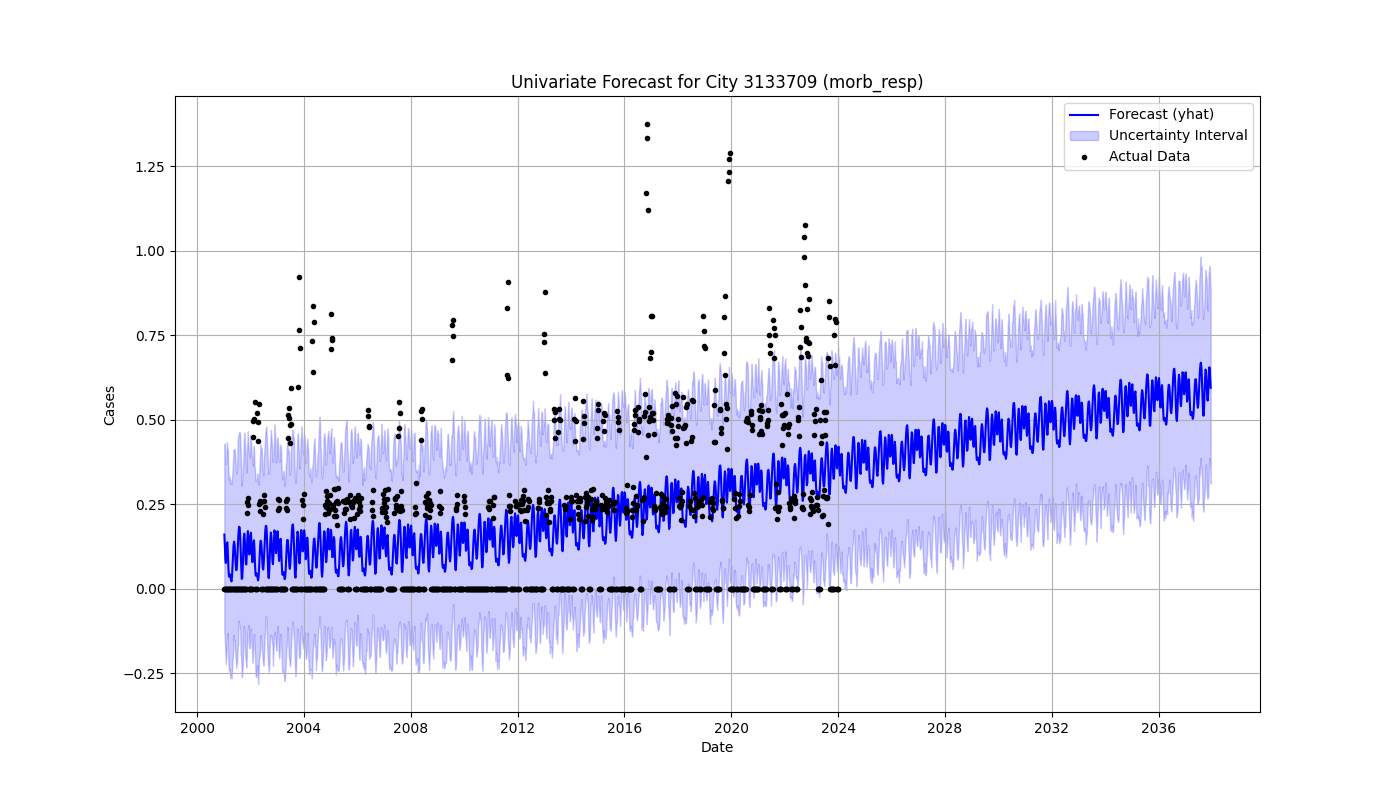 Univariate Forecast for City 3133709 (morb_resp)
Forecast (yhat)
Uncertainty Interval
Actual Data
Cases
1.25
1.00
0.75
0.50
0.25
0.00
−0.25
2000 2004 2008 2012 2016 2020 2024 2028 2032 2036
Date